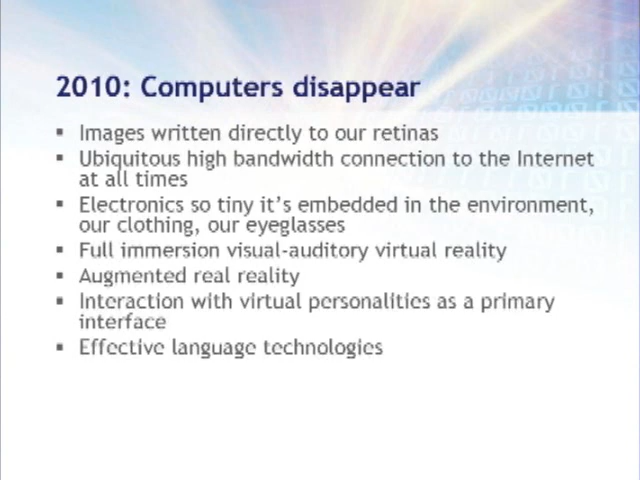 2010: Computers disappear
▪ Images written directly to our retinas
▪ Ubiquitous high bandwidth connection to the Internet
at all times
▪ Electronics so tiny it's embedded in the environment,
our clothing, our eyeglasses
▪ Full immersion visual-auditory virtual reality
▪ Augmented real reality
▪ Interaction with virtual personalities as a primary
interface
▪ Effective language technologies